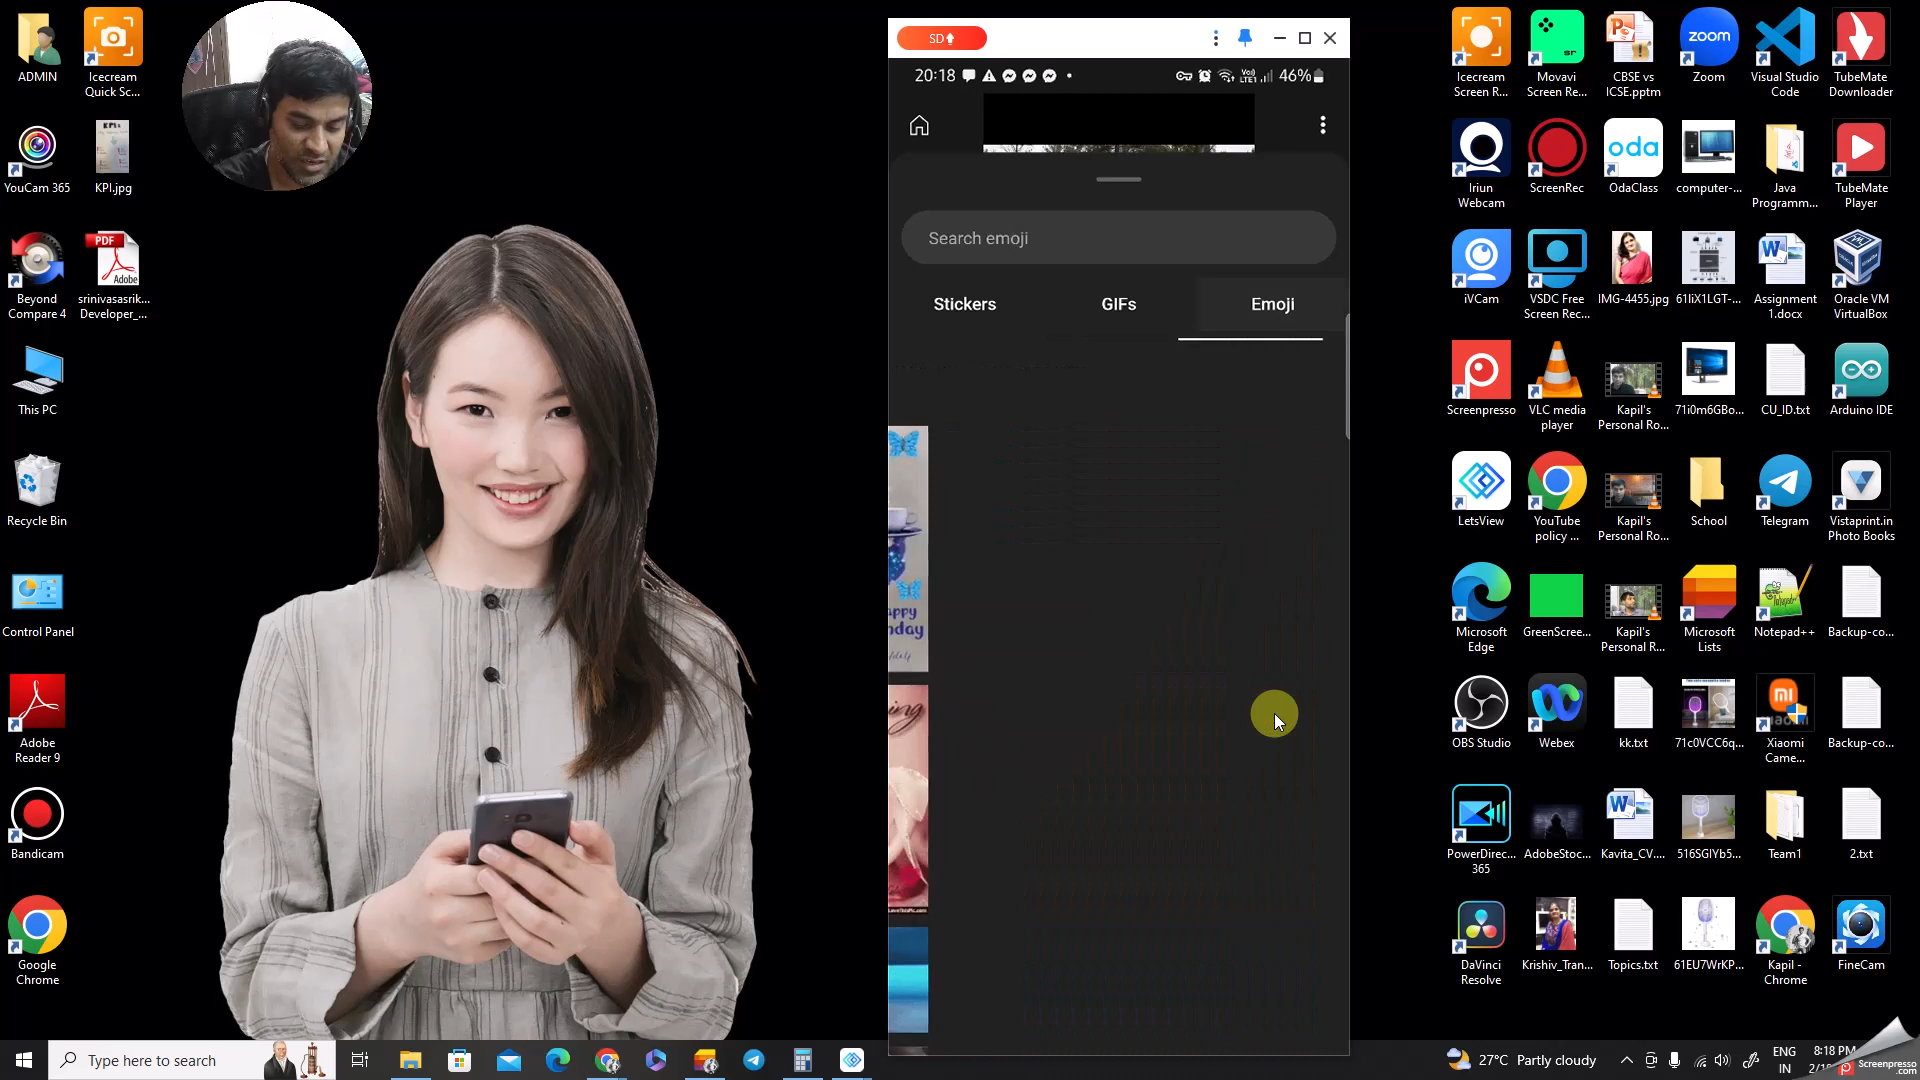 ADMIN
Icecream
Quick Sc...
YouCam 365
KPI.jpg
PDF
Adobe
Beyond
Compare 4
srinivasasrik...
Developer_...
This PC
Recycle Bin
Control Panel
Adobe
Reader 9
Bandicam
Google
Chrome
SD
20:18
46%
Search emoji
Stickers
GIFs
Emoji
Icecream
Screen R...
Movavi
Screen Re...
CBSE vs
ICSE.pptm
zoom
Zoom
Visual Studio
Code
TubeMate
Downloader
Iriun
Webcam
ScreenRec
oda
OdaClass
computer-...
Java
Programm...
TubeMate
Player
iVCam
VSDC Free
Screen Rec...
IMG-4455.jpg
61liX1LGT-...
Assignment
1.docx
Oracle VM
VirtualBox
Screenpresso
VLC media
player
Kapil's
Personal Ro...
71i0m6GBo...
CU_ID.txt
Arduino IDE
LetsView
YouTube
policy ...
Kapil's
Personal Ro...
School
Telegram
Vistaprint.in
Photo Books
Microsoft
Edge
GreenScree...
Kapil's
Personal R...
Microsoft
Lists
Notepad++
Backup-co...
OBS Studio
Webex
kk.txt
71c0VCC6q...
Xiaomi
Came...
Backup-co...
PowerDirec...
365
AdobeStoc...
Kavita_CV....
516SGlYb5...
Team1
2.txt
DaVinci
Resolve
Krishiv_Tran...
Topics.txt
61EU7WrKP...
Kapil -
Chrome
FineCam
Type here to search
27°C Partly cloudy
ENG
IN
8:18 PM
Screenpresso
.com